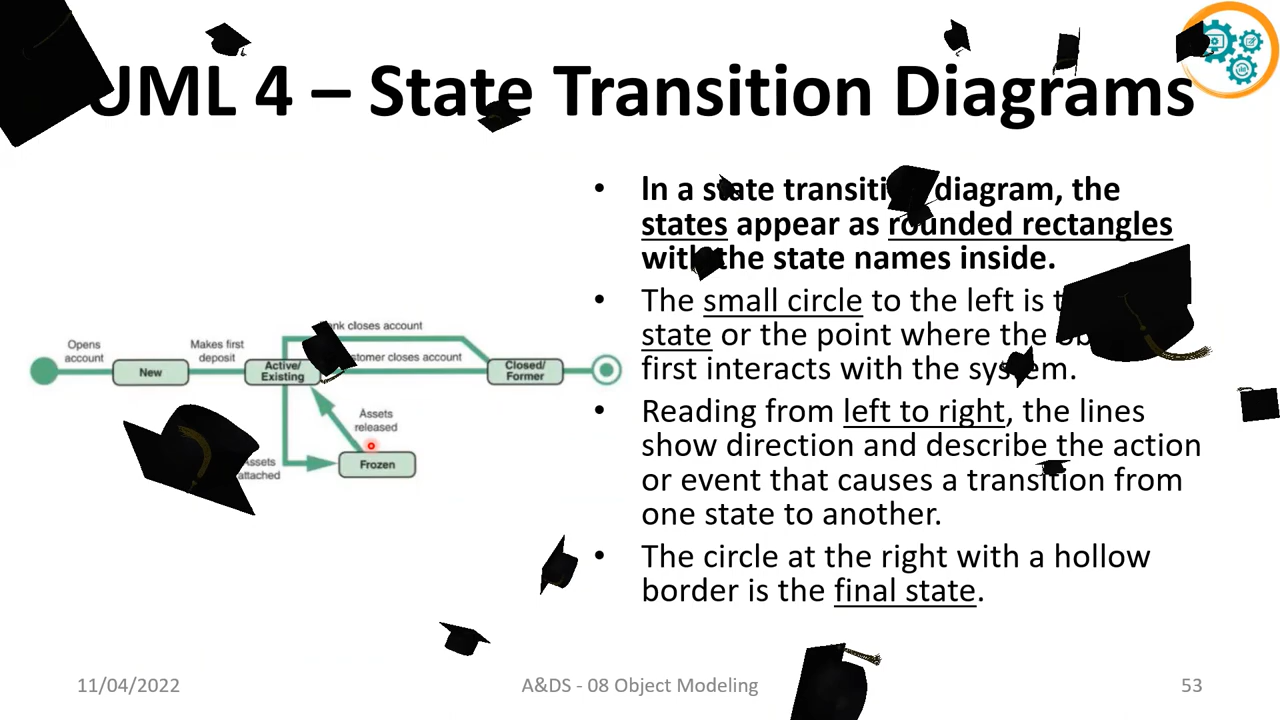 UML 4 – State Transition Diagrams
• In a state transition diagram, the
states appear as rounded rectangles
with the state names inside.
• The small circle to the left is
state or the point where the
first interacts with the system.
• Reading from left to right, the lines
show direction and describe the action
or event that causes a transition from
one state to another.
• The circle at the right with a hollow
border is the final state.
Opens
account
New
Makes first
deposit
Active/
Existing
closes account
closes account
Closed/
Former
Assets
released
Frozen
attached
11/04/2022
A&DS - 08 Object Modeling
53